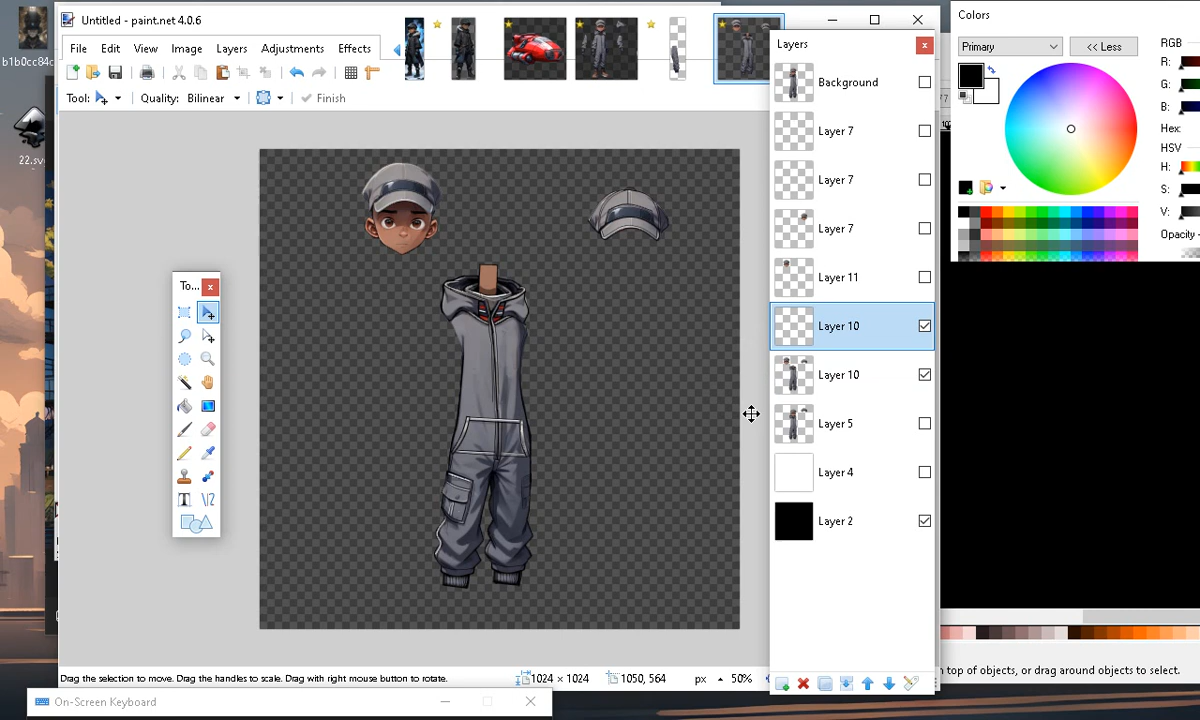 b1b0cc84c
22.sv
Untitled - paint.net 4.0.6
File Edit View Image Layers Adjustments Effects
Tool: Quality: Bilinear Finish
To...
Layers
Background
Layer 7
Layer 7
Layer 7
Layer 11
Layer 10
Layer 10
Layer 5
Layer 4
Layer 2
Colors
Primary
<< Less
RGB
R:
G:
B:
Hex:
HSV
H:
S:
V:
Opacity -
Drag the selection to move. Drag the handles to scale. Drag with right mouse button to rotate.
1024 × 1024
1050, 564
px
50%
n top of objects, or drag around objects to select.
On-Screen Keyboard